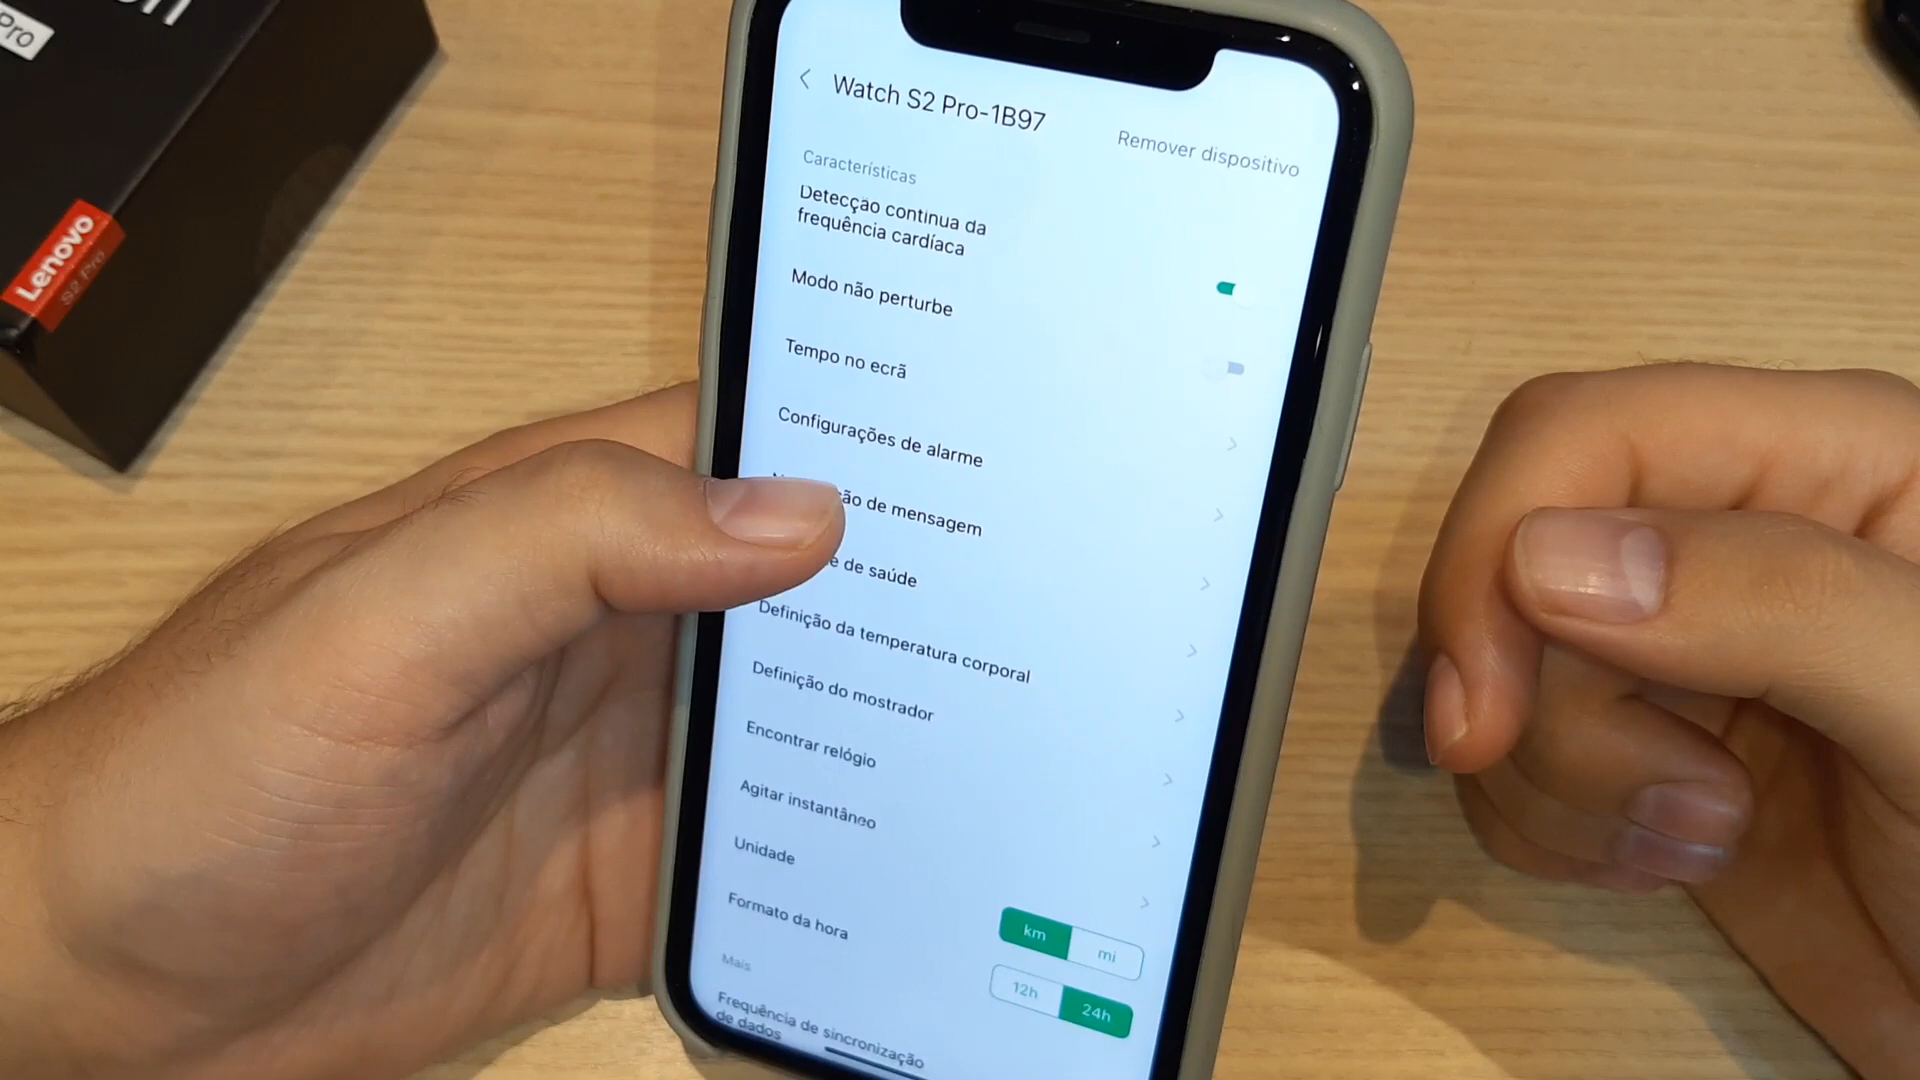 Pro
Lenovo
S2 Pro
Watch S2 Pro-1B97
Remover dispositivo
Características
Detecção contínua da
frequência cardíaca
Modo não perturbe
Tempo no ecrã
Configurações de alarme
de mensagem
de saúde
Definição da temperatura corporal
Definição do mostrador
Encontrar relógio
Agitar instantâneo
Unidade
km mi
Formato da hora
12h 24h
Mais
Frequência de sincronização
de dados